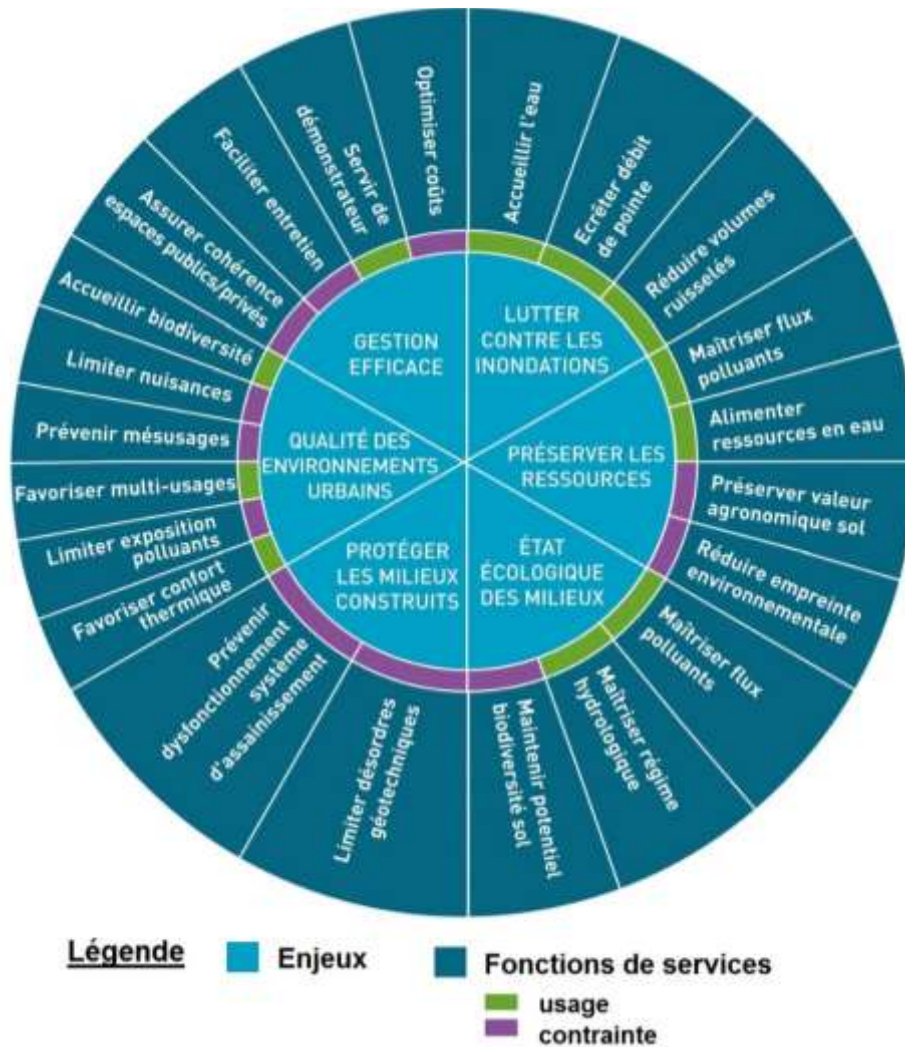 Optimiser coûts
Accueillir l'eau
Ecrêter débit
de pointe
Réduire volumes
ruisselés
Maîtriser flux
polluants
Alimenter
ressources en eau
Préserver valeur
agronomique sol
Réduire empreinte
environnementale
Maîtriser flux
polluants
Maîtriser régime
hydrologique
Maintenir potentiel
biodiversité sol
Limiter désordres
géotechniques
Prévenir
dysfonctionnement
système
d'assainissement
Favoriser confort
thermique
Limiter exposition
polluants
Favoriser multi-usages
Prévenir mésusages
Limiter nuisances
Accueillir biodiversité
Assurer cohérence
espaces publics/privés
Faciliter entretien
Servir de
démonstrateur
GESTION
EFFICACE
LUTTER
CONTRE LES
INONDATIONS
QUALITÉ DES
ENVIRONNEMENTS
URBAINS
PRÉSERVER LES
RESSOURCES
PROTÉGER
LES MILIEUX
CONSTRUITS
ÉTAT
ÉCOLOGIQUE
DES MILIEUX
Légende
Enjeux
Fonctions de services
usage
contrainte